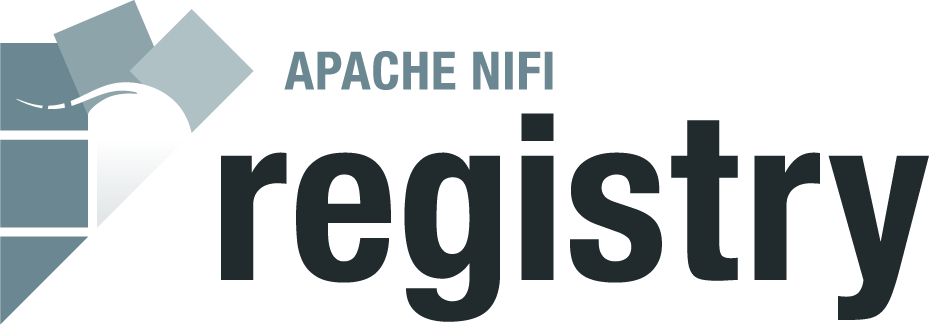 APACHE NIFI
registry